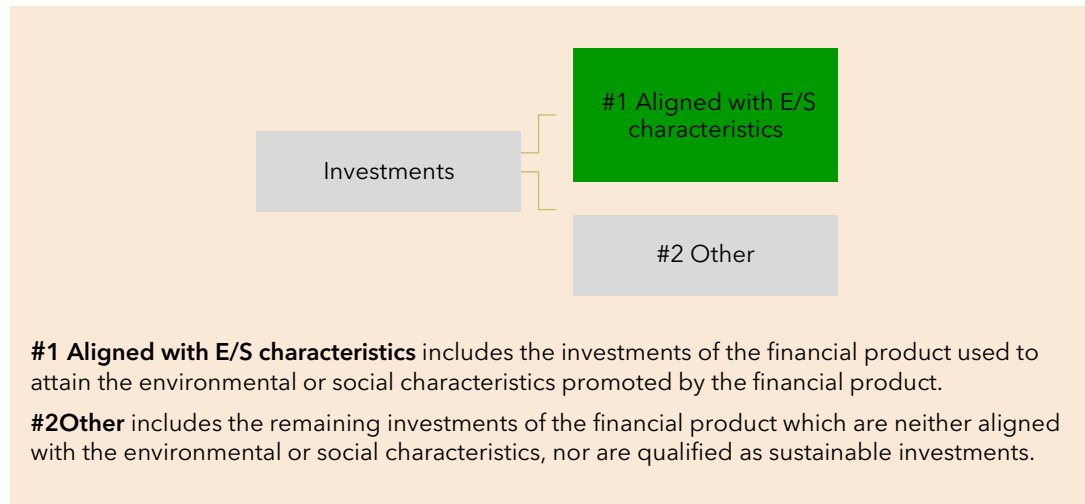 #1 Aligned with E/S
characteristics
Investments
#2 Other
#1 Aligned with E/S characteristics includes the investments of the financial product used to
attain the environmental or social characteristics promoted by the financial product.
#2Other includes the remaining investments of the financial product which are neither aligned
with the environmental or social characteristics, nor are qualified as sustainable investments.